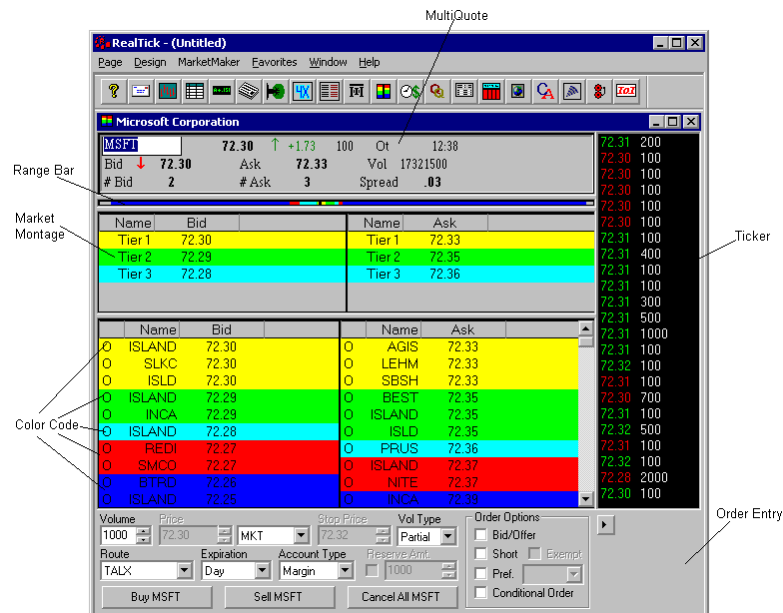 MultiQuote
RealTick - (Untitled)
Page Design MarketMaker Favorites Window Help
4X
CA
IOI
Microsoft Corporation
MSFT 72.30 ↑ +1.73 100 Ot 12:38
Bid ↓ 72.30 Ask 72.33 Vol 17321500
# Bid 2 # Ask 3 Spread .03
Range Bar
Market
Montage
Name Bid Name Ask
Tier 1 72.30 Tier 1 72.33
Tier 2 72.29 Tier 2 72.35
Tier 3 72.28 Tier 3 72.36
Name Bid Name Ask
O ISLAND 72.30 O AGIS 72.33
O SLKC 72.30 O LEHM 72.33
O ISLD 72.30 O SBSH 72.33
O ISLAND 72.29 O BEST 72.35
O INCA 72.29 O ISLAND 72.35
O ISLAND 72.28 O ISLD 72.35
O REDI 72.27 O PRUS 72.36
O SMCO 72.27 O ISLAND 72.37
O BTRD 72.26 O NITE 72.37
O ISLAND 72.25 O INCA 72.39
Color Code
72.31 200
72.30 100
72.30 100
72.30 100
72.30 100
72.31 100
72.31 400
72.31 100
72.31 100
72.31 300
72.31 500
72.31 1000
72.31 100
72.32 100
72.31 100
72.30 700
72.31 100
72.32 500
72.31 100
72.32 100
72.28 2000
72.30 100
Ticker
Volume Price Stop Price Vol Type
1000 72.30 MKT 72.32 Partial
Route Expiration Account Type Reserve Amt.
TALX Day Margin 1000
Buy MSFT Sell MSFT Cancel All MSFT
Order Options
Bid/Offer
Short Exempt
Pref.
Conditional Order
Order Entry